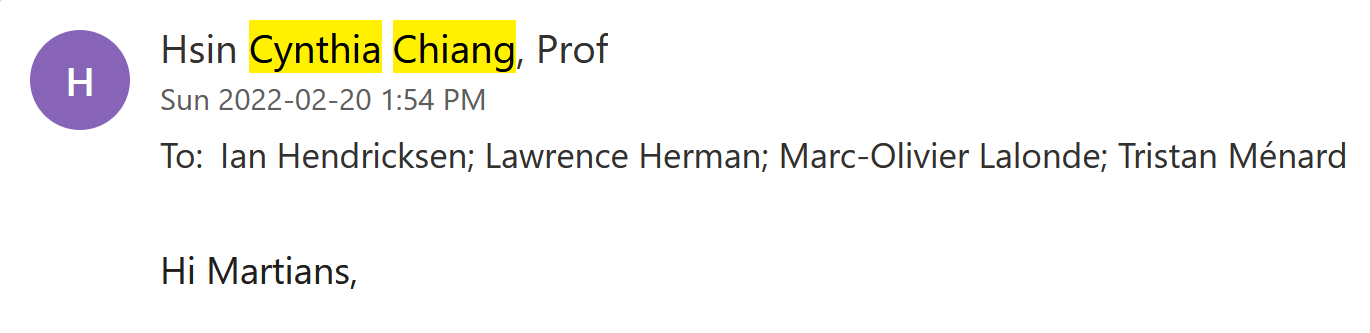 H
Hsin Cynthia Chiang, Prof
Sun 2022-02-20 1:54 PM
To: Ian Hendricksen; Lawrence Herman; Marc-Olivier Lalonde; Tristan Ménard
Hi Martians,